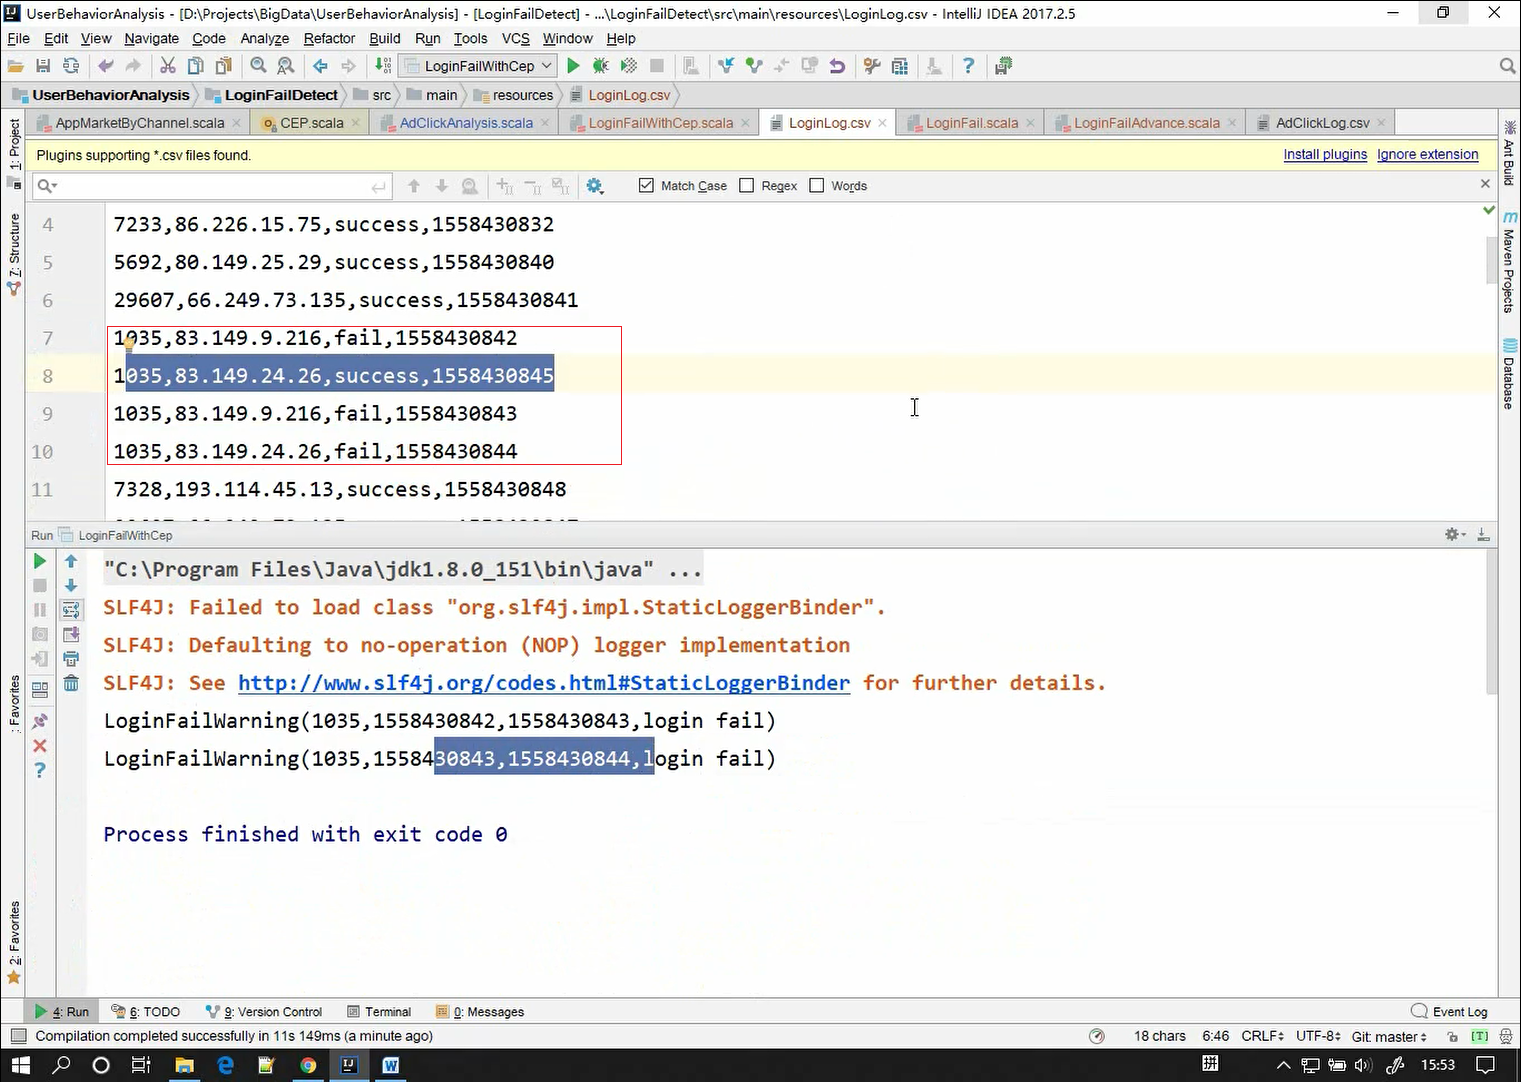 UserBehaviorAnalysis - [D:\Projects\BigData\UserBehaviorAnalysis] - [LoginFailDetect] - ...\LoginFailDetect\src\main\resources\LoginLog.csv - IntelliJ IDEA 2017.2.5
File Edit View Navigate Code Analyze Refactor Build Run Tools VCS Window Help
LoginFailWithCep
UserBehaviorAnalysis LoginFailDetect src main resources LoginLog.csv
AppMarketByChannel.scala CEP.scala AdClickAnalysis.scala LoginFailWithCep.scala LoginLog.csv LoginFail.scala LoginFailAdvance.scala AdClickLog.csv
Plugins supporting *.csv files found. Install plugins Ignore extension
Match Case Regex Words
4 7233,86.226.15.75,success,1558430832
5 5692,80.149.25.29,success,1558430840
6 29607,66.249.73.135,success,1558430841
7 1035,83.149.9.216,fail,1558430842
8 1035,83.149.24.26,success,1558430845
9 1035,83.149.9.216,fail,1558430843
10 1035,83.149.24.26,fail,1558430844
11 7328,193.114.45.13,success,1558430848
Run LoginFailWithCep
"C:\Program Files\Java\jdk1.8.0_151\bin\java" ...
SLF4J: Failed to load class "org.slf4j.impl.StaticLoggerBinder".
SLF4J: Defaulting to no-operation (NOP) logger implementation
SLF4J: See http://www.slf4j.org/codes.html#StaticLoggerBinder for further details.
LoginFailWarning(1035,1558430842,1558430843,login fail)
LoginFailWarning(1035,1558430843,1558430844,login fail)
Process finished with exit code 0
1: Project
7: Structure
: Favorites
2: Favorites
Ant Build
m Maven Projects
Database
4: Run 6: TODO 9: Version Control Terminal 0: Messages Event Log
Compilation completed successfully in 11s 149ms (a minute ago) 18 chars 6:46 CRLF UTF-8 Git: master [T]
拼 15:53